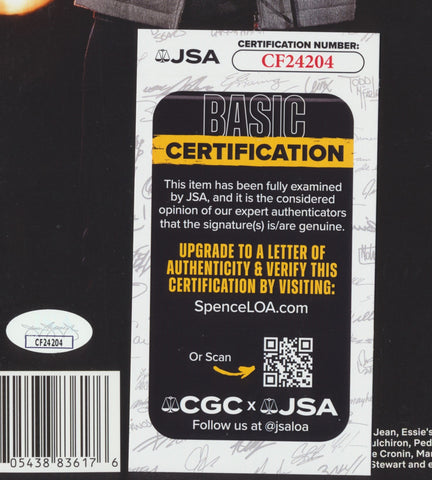 JSA
CERTIFICATION NUMBER:
CF24204
BASIC
CERTIFICATION
This item has been fully examined
by JSA, and it is the considered
opinion of our expert authenticators
that the signature(s) is/are genuine.
UPGRADE TO A LETTER OF
AUTHENTICITY & VERIFY THIS
CERTIFICATION BY VISITING:
SpenceLOA.com
Or Scan
CGC x JSA
Follow us at @jsaloa
CF24204
05438 83617 6
Jean, Essie's
ulchiron, Ped
e Cronin, Mar
Stewart and e